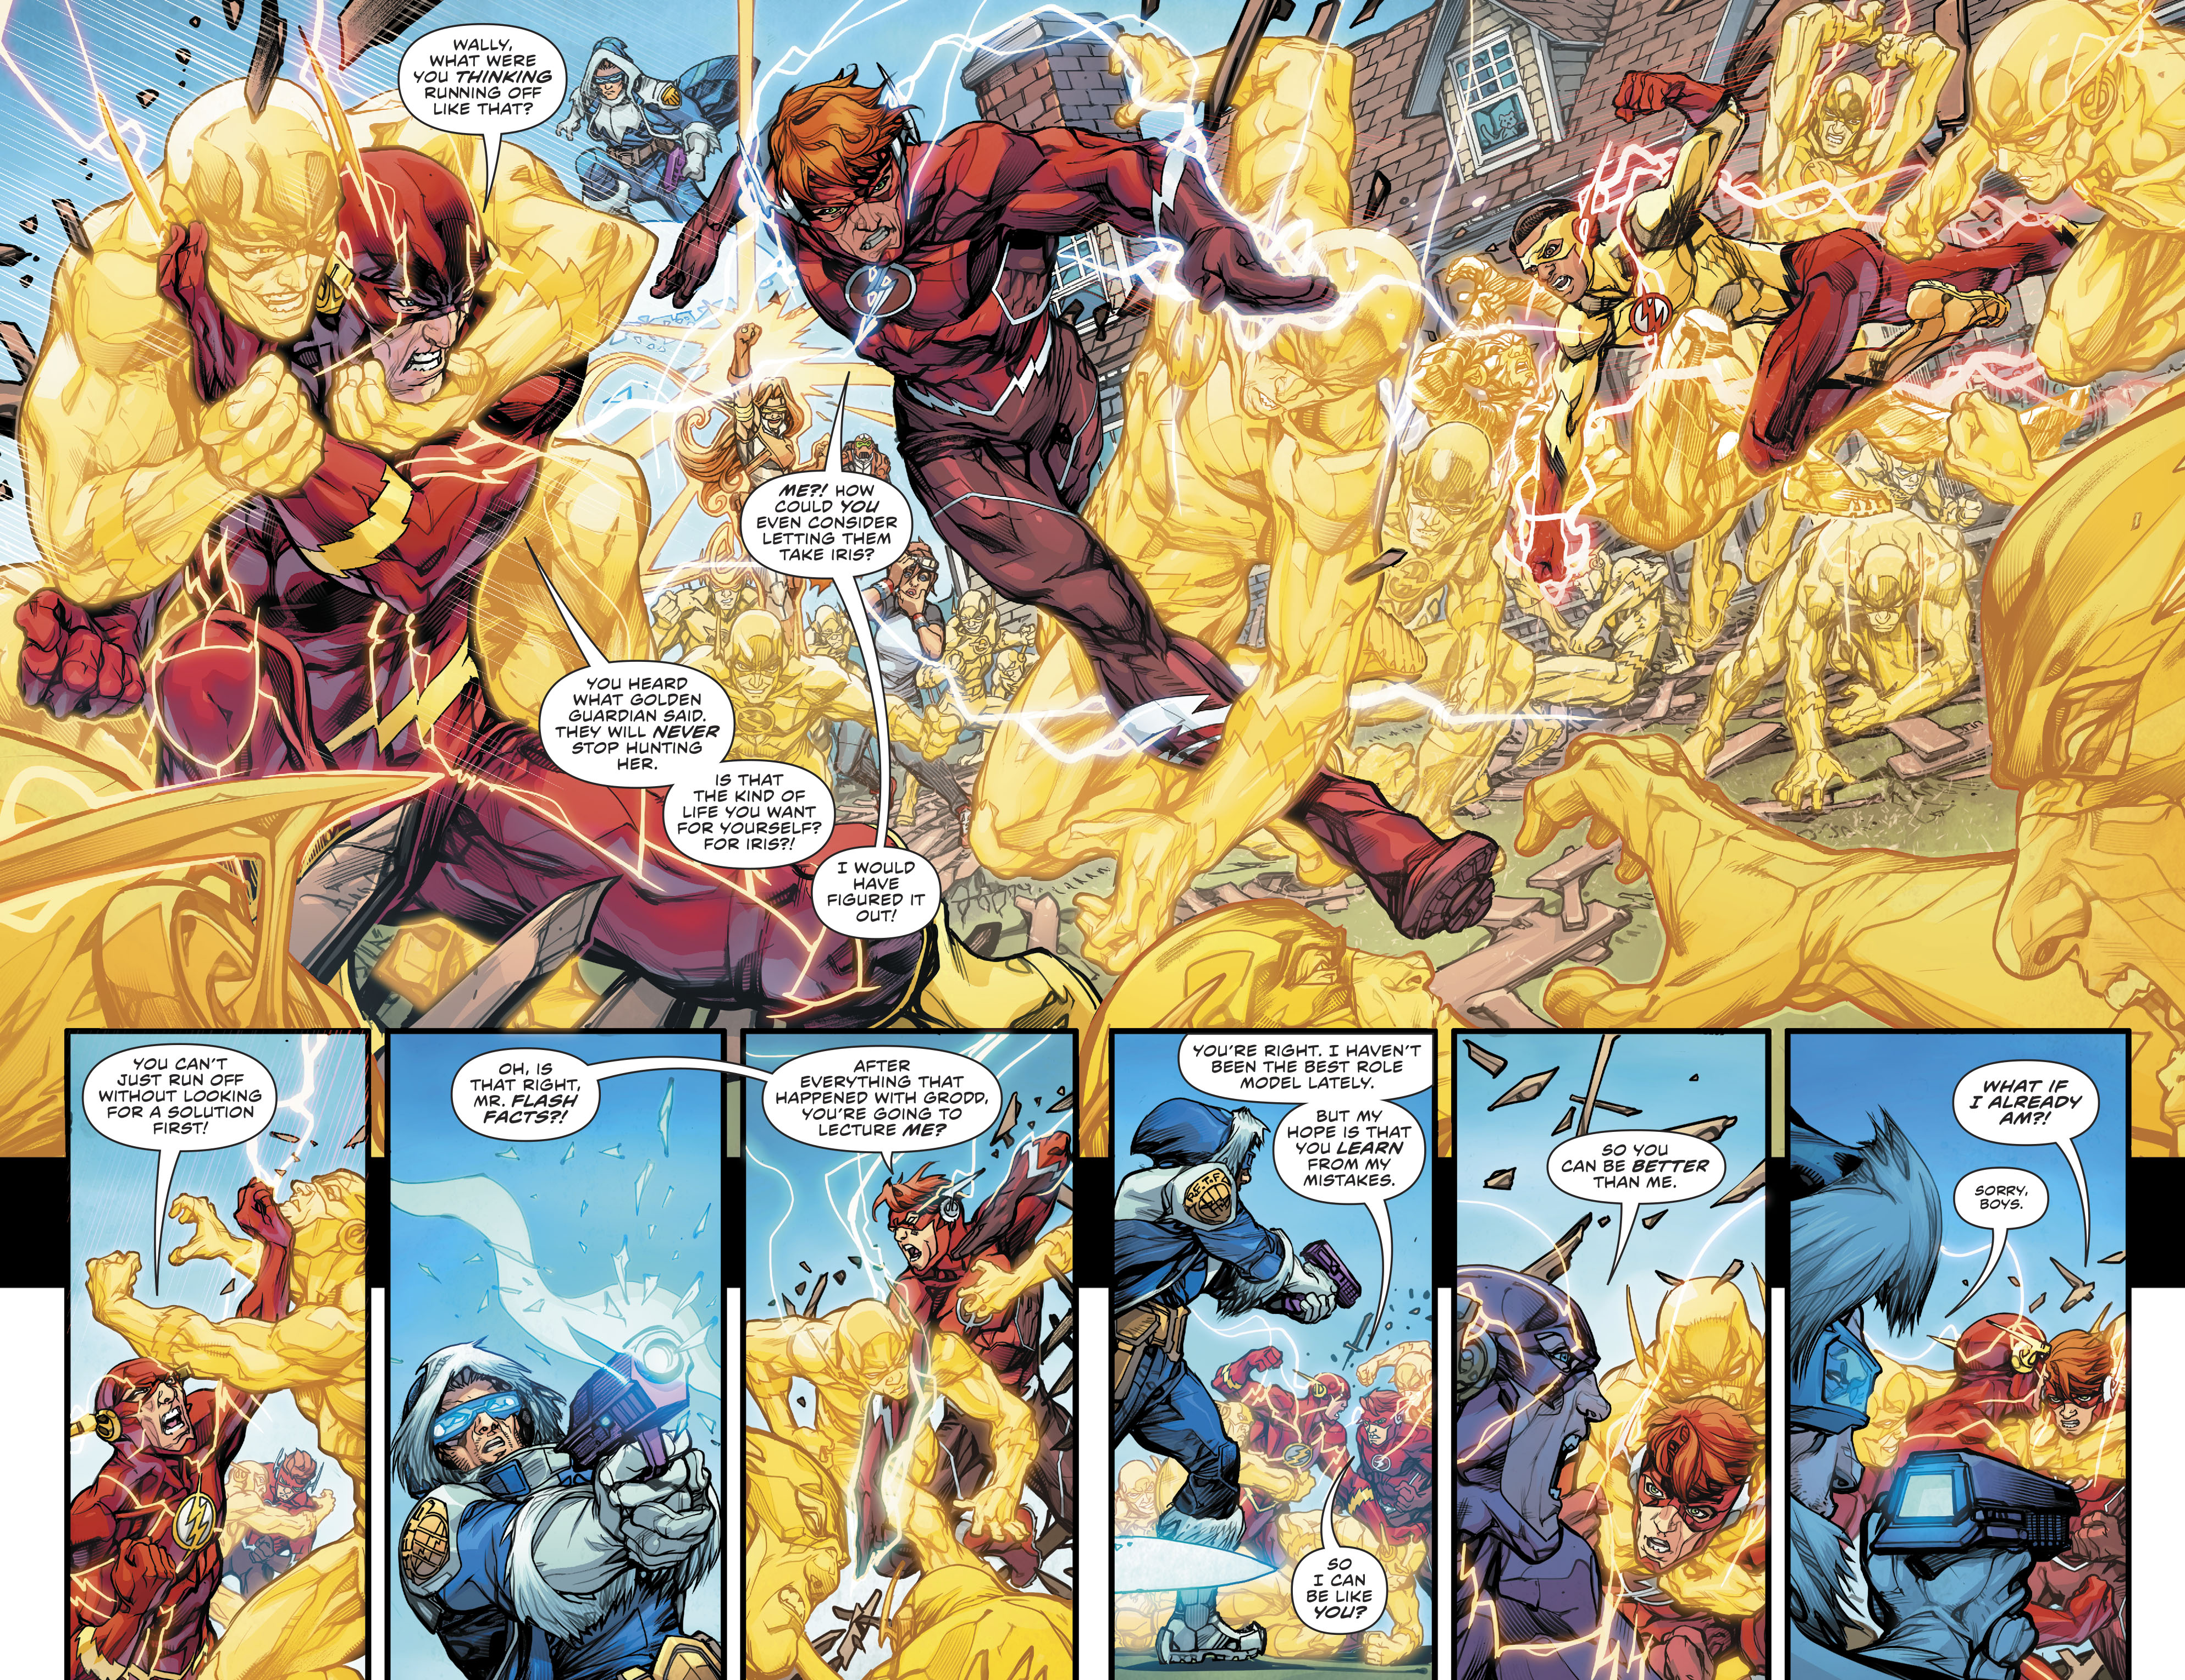 WALLY,
WHAT WERE
YOU THINKING
RUNNING OFF
LIKE THAT?
ME?! HOW
COULD YOU
EVEN CONSIDER
LETTING THEM
TAKE IRIS?
YOU HEARD
WHAT GOLDEN
GUARDIAN SAID.
THEY WILL NEVER
STOP HUNTING
HER.
IS THAT
THE KIND OF
LIFE YOU WANT
FOR YOURSELF?
FOR IRIS?!
I WOULD
HAVE
FIGURED IT
OUT!
YOU CAN'T
JUST RUN OFF
WITHOUT LOOKING
FOR A SOLUTION
FIRST!
OH, IS
THAT RIGHT,
MR. FLASH
FACTS?!
AFTER
EVERYTHING THAT
HAPPENED WITH GRODD,
YOU'RE GOING TO
LECTURE ME?
YOU'RE RIGHT. I HAVEN'T
BEEN THE BEST ROLE
MODEL LATELY.
BUT MY
HOPE IS THAT
YOU LEARN
FROM MY
MISTAKES.
R.F.T.F.
SO
I CAN
BE LIKE
YOU?
SO YOU
CAN BE BETTER
THAN ME.
WHAT IF
I ALREADY
AM?!
SORRY,
BOYS.